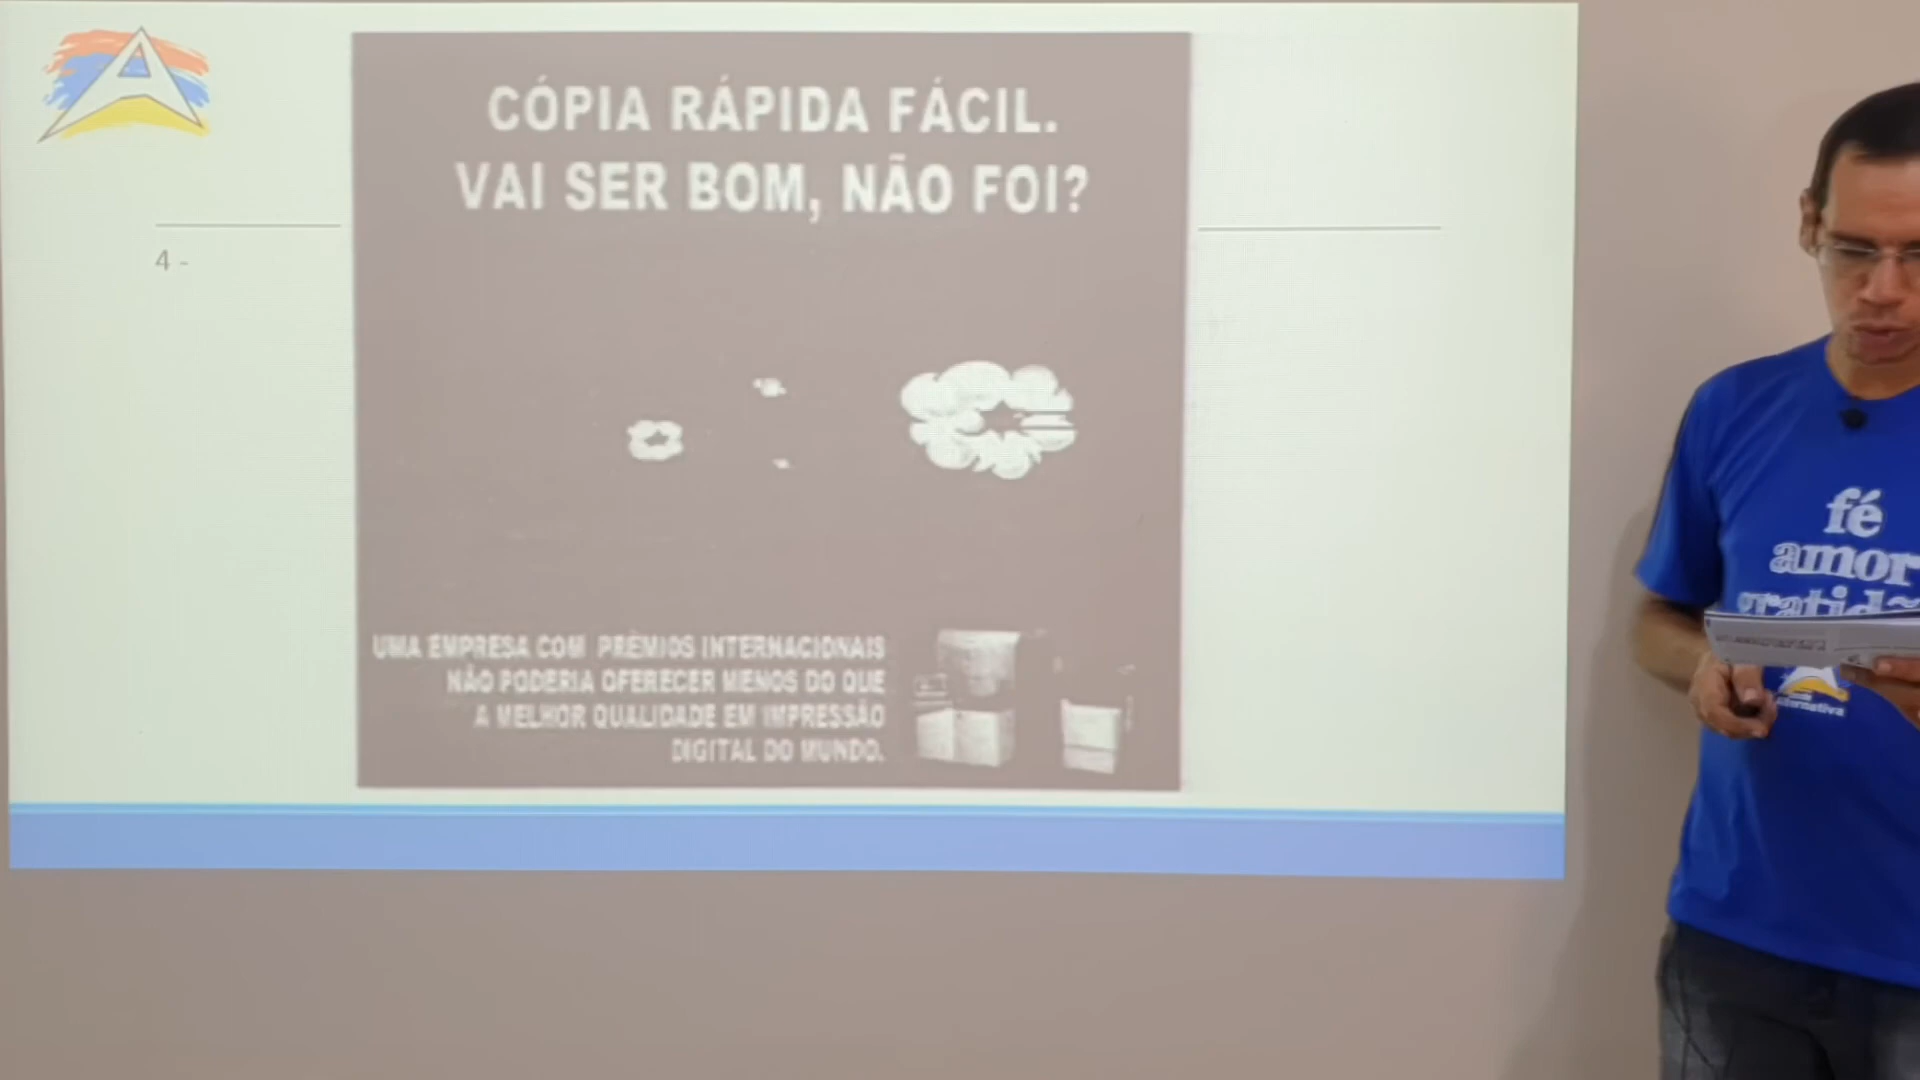 CÓPIA RÁPIDA FÁCIL.
VAI SER BOM, NÃO FOI?
4 -
UMA EMPRESA COM PRÊMIOS INTERNACIONAIS
NÃO PODERIA OFERECER MENOS DO QUE
A MELHOR QUALIDADE EM IMPRESSÃO
DIGITAL DO MUNDO.
fé
amor